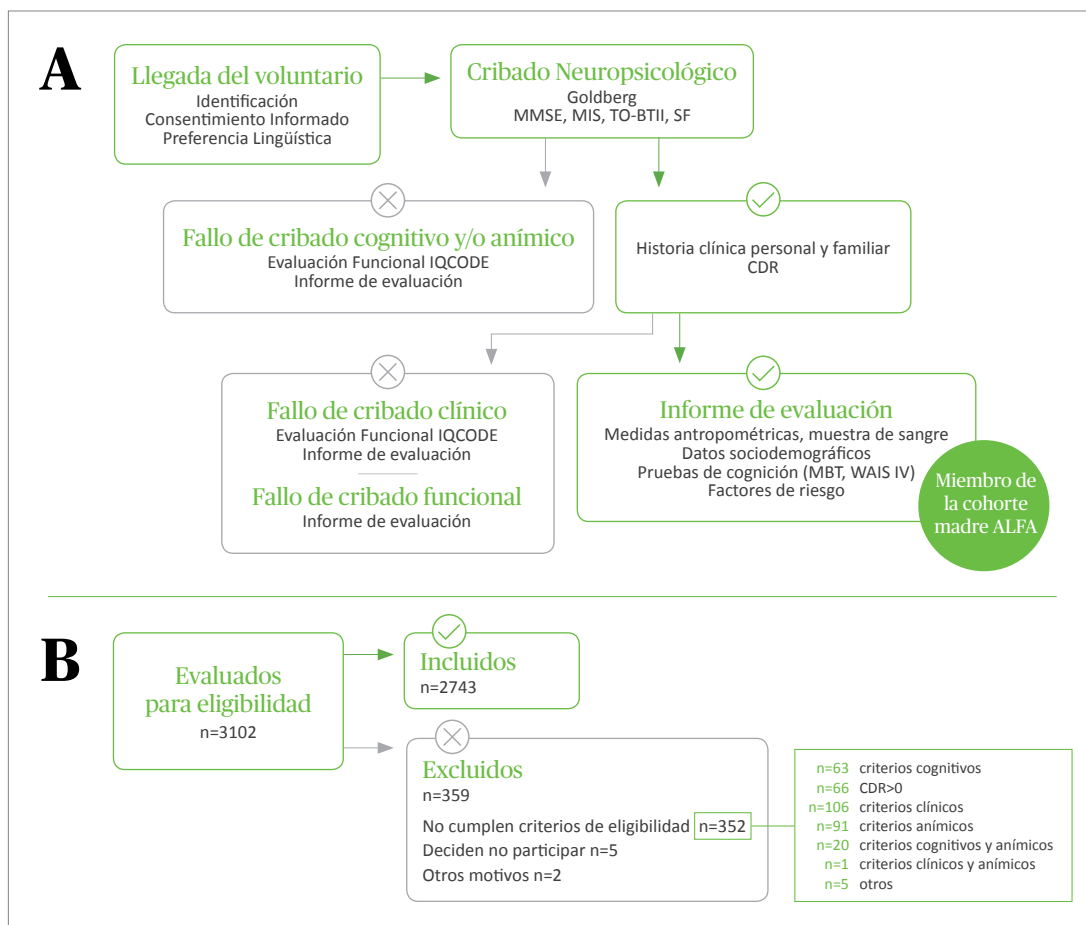 A
Llegada del voluntario
Identificación
Consentimiento Informado
Preferencia Lingüística
Cribado Neuropsicológico
Goldberg
MMSE, MIS, TO-BTII, SF
Fallo de cribado cognitivo y/o anímico
Evaluación Funcional IQCODE
Informe de evaluación
Historia clínica personal y familiar
CDR
Fallo de cribado clínico
Evaluación Funcional IQCODE
Informe de evaluación
Fallo de cribado funcional
Informe de evaluación
Informe de evaluación
Medidas antropométricas, muestra de sangre
Datos sociodemográficos
Pruebas de cognición (MBT, WAIS IV)
Factores de riesgo
Miembro de
la cohorte
madre ALFA
B
Evaluados
para eligibilidad
n=3102
Incluidos
n=2743
Excluidos
n=359
No cumplen criterios de eligibilidad n=352
Deciden no participar n=5
Otros motivos n=2
n=63 criterios cognitivos
n=66 CDR>0
n=106 criterios clínicos
n=91 criterios anímicos
n=20 criterios cognitivos y anímicos
n=1 criterios clínicos y anímicos
n=5 otros